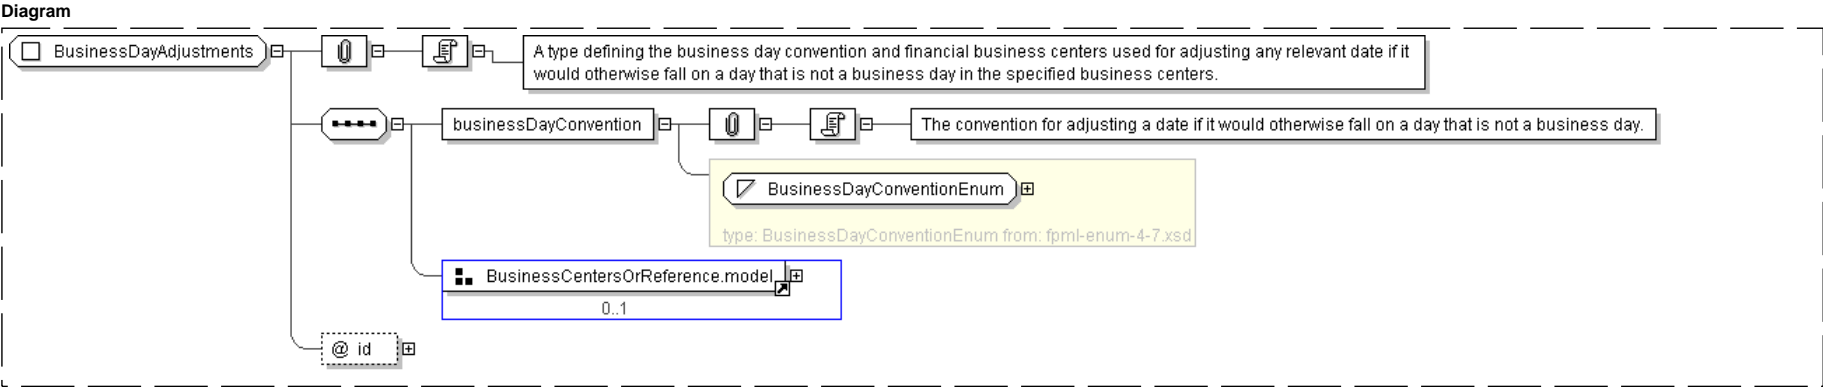 Diagram
BusinessDayAdjustments
A type defining the business day convention and financial business centers used for adjusting any relevant date if it
would otherwise fall on a day that is not a business day in the specified business centers.
businessDayConvention
The convention for adjusting a date if it would otherwise fall on a day that is not a business day.
BusinessDayConventionEnum
type: BusinessDayConventionEnum from: fpml-enum-4-7.xsd
BusinessCentersOrReference.model
0..1
@ id